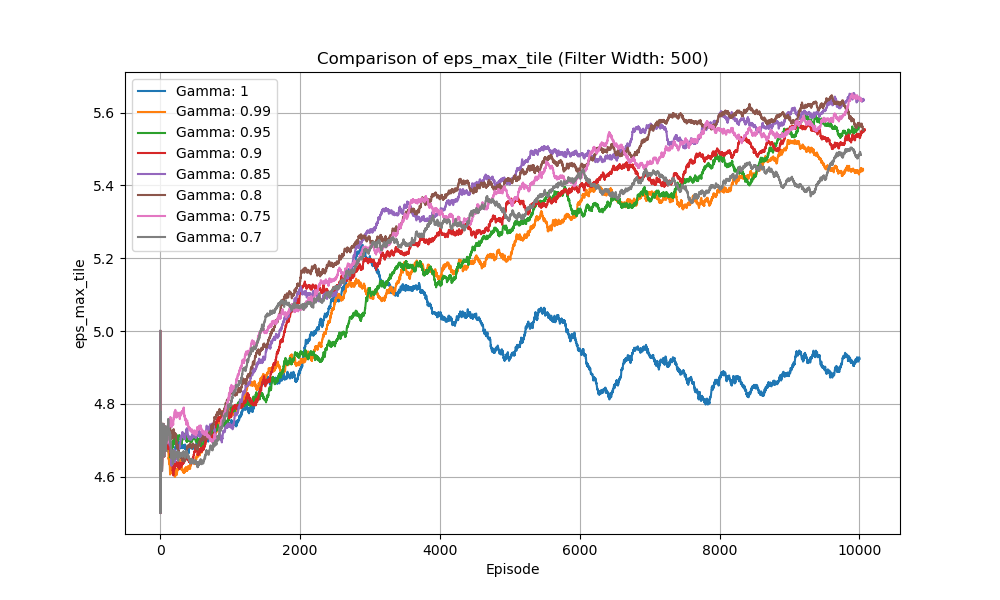 Comparison of eps_max_tile (Filter Width: 500)
Gamma: 1
Gamma: 0.99
Gamma: 0.95
Gamma: 0.9
Gamma: 0.85
Gamma: 0.8
Gamma: 0.75
Gamma: 0.7
5.6
5.4
5.2
5.0
4.8
4.6
eps_max_tile
0 2000 4000 6000 8000 10000
Episode